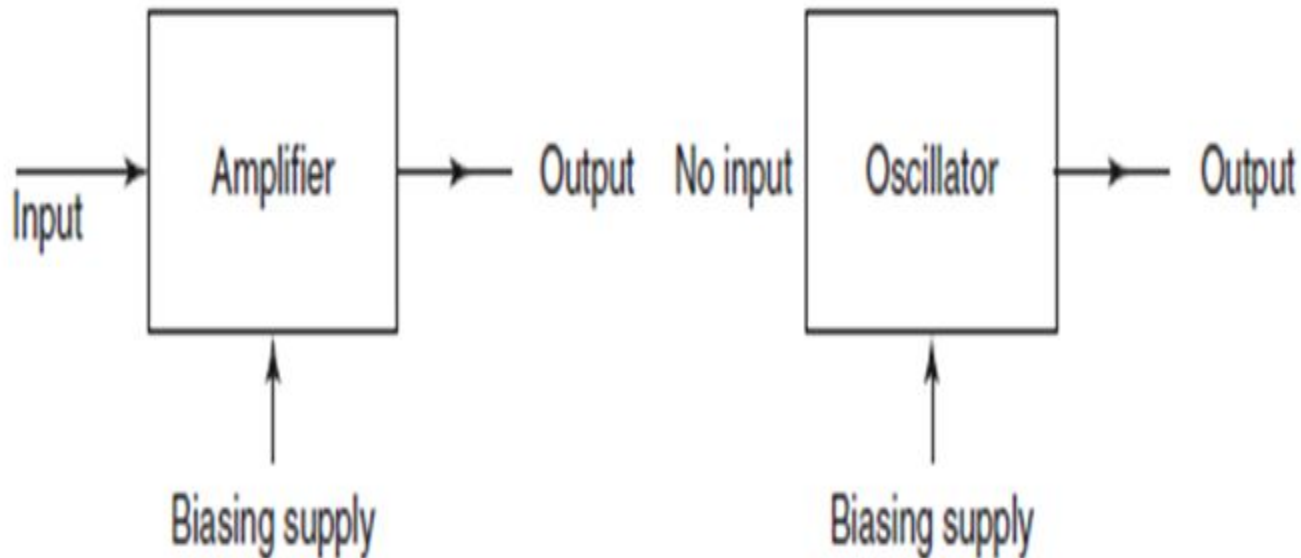 Input
Amplifier
Output
Biasing supply
No input
Oscillator
Output
Biasing supply